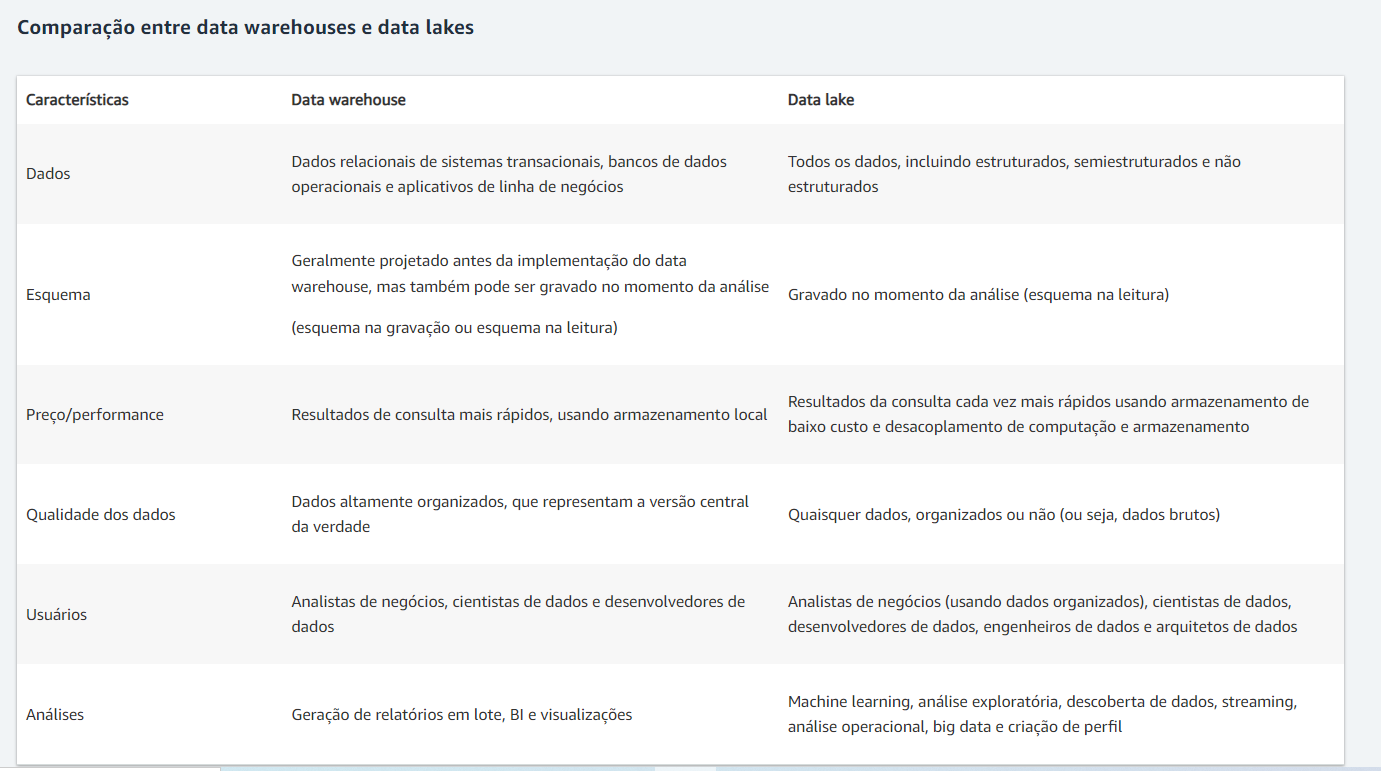 Comparação entre data warehouses e data lakes
Características
Data warehouse
Data lake
Dados
Dados relacionais de sistemas transacionais, bancos de dados
operacionais e aplicativos de linha de negócios
Todos os dados, incluindo estruturados, semiestruturados e não
estruturados
Esquema
Geralmente projetado antes da implementação do data
warehouse, mas também pode ser gravado no momento da análise
(esquema na gravação ou esquema na leitura)
Gravado no momento da análise (esquema na leitura)
Preço/performance
Resultados de consulta mais rápidos, usando armazenamento local
Resultados da consulta cada vez mais rápidos usando armazenamento de
baixo custo e desacoplamento de computação e armazenamento
Qualidade dos dados
Dados altamente organizados, que representam a versão central
da verdade
Quaisquer dados, organizados ou não (ou seja, dados brutos)
Usuários
Analistas de negócios, cientistas de dados e desenvolvedores de
dados
Analistas de negócios (usando dados organizados), cientistas de dados,
desenvolvedores de dados, engenheiros de dados e arquitetos de dados
Análises
Geração de relatórios em lote, BI e visualizações
Machine learning, análise exploratória, descoberta de dados, streaming,
análise operacional, big data e criação de perfil